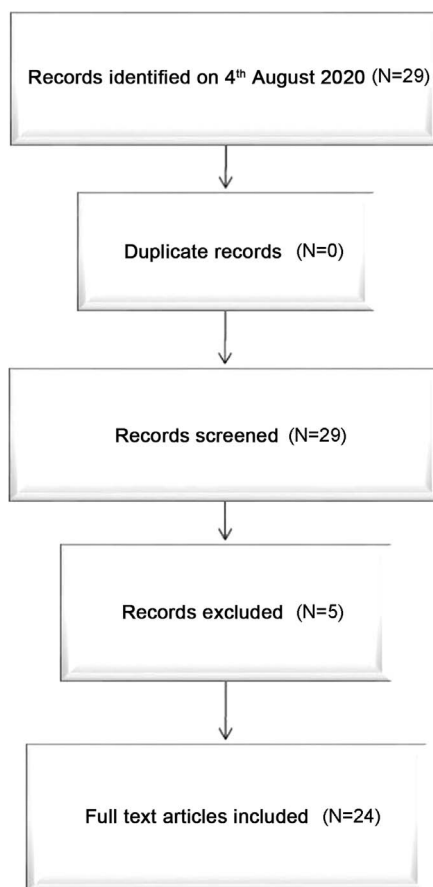 Records identified on 4th August 2020 (N=29)
Duplicate records (N=0)
Records screened (N=29)
Records excluded (N=5)
Full text articles included (N=24)